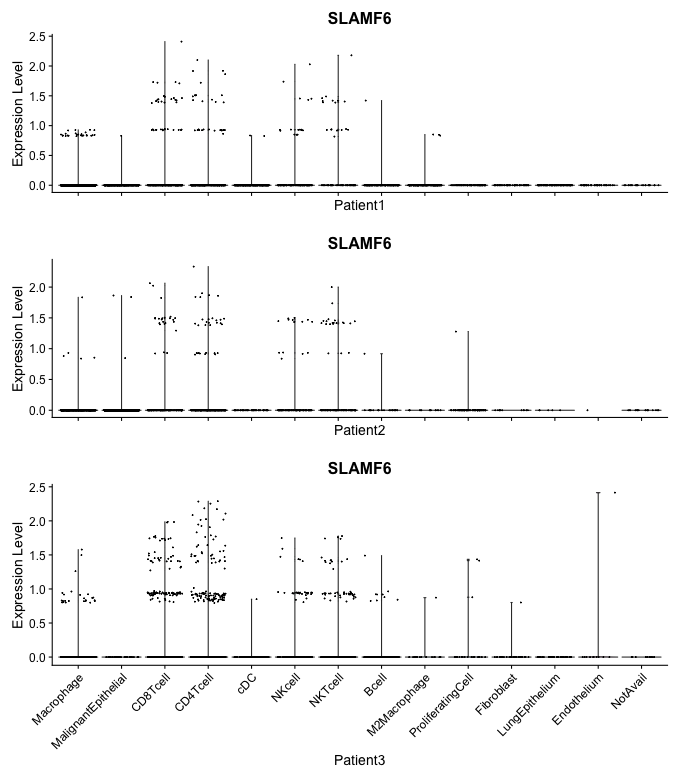 SLAMF6
Expression Level
2.5
2.0
1.5
1.0
0.5
0.0
Patient1
SLAMF6
Expression Level
2.0
1.5
1.0
0.5
0.0
Patient2
SLAMF6
Expression Level
2.5
2.0
1.5
1.0
0.5
0.0
Macrophage
MalignantEpithelial
CD8Tcell
CD4Tcell
cDC
NKcell
NKTcell
Bcell
M2Macrophage
ProliferatingCell
Fibroblast
LungEpithelium
Endothelium
NotAvail
Patient3